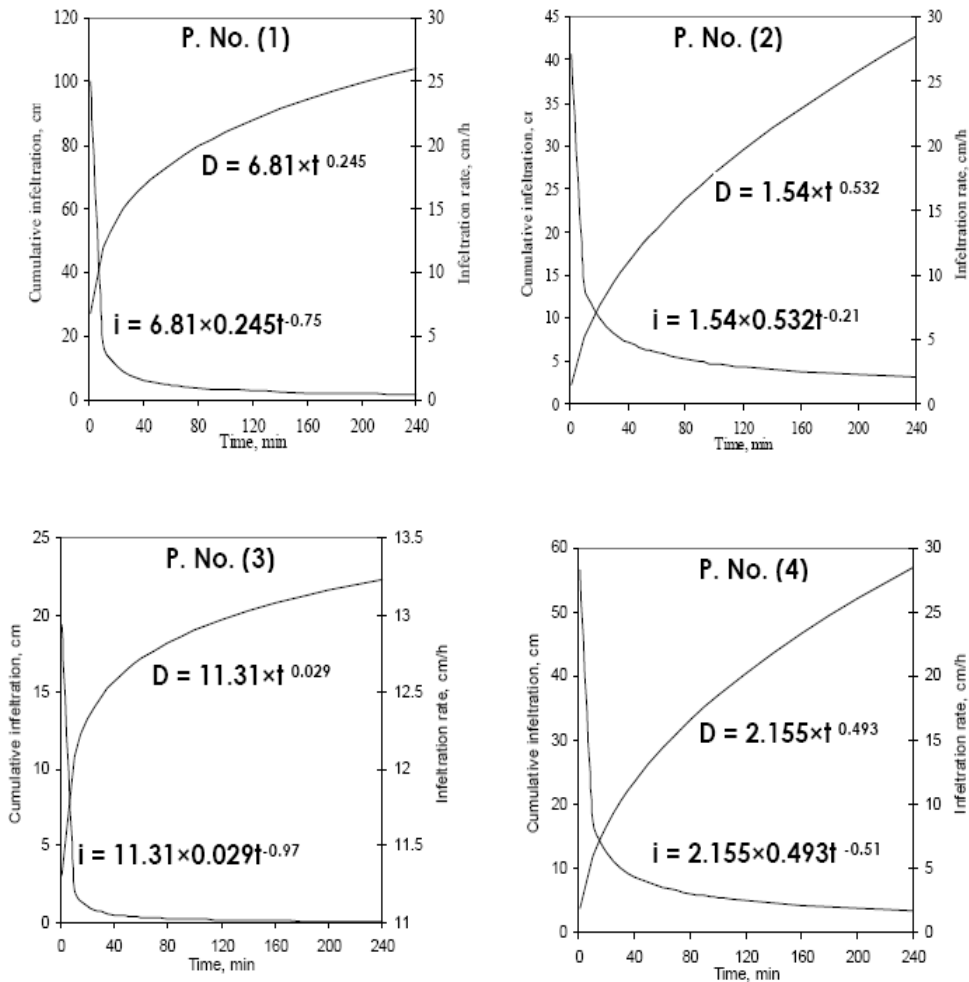 P. No. (1)
Cumulative infeltration, cm
120
100
80
60
40
20
0
30
25
20
15
10
5
0
Infeltration rate, cm/h
D = 6.81×t 0.245
i = 6.81×0.245t-0.75
0 40 80 120 160 200 240
Time, min
P. No. (2)
Cumulative infeltration, cr
45
40
35
30
25
20
15
10
5
0
30
25
20
15
10
5
0
Infeltration rate, cm/h
D = 1.54×t 0.532
i = 1.54×0.532t-0.21
0 40 80 120 160 200 240
Time, min
P. No. (3)
Cumulative infeltration, cm
25
20
15
10
5
0
13.5
13
12.5
12
11.5
11
Infeltration rate, cm/h
D = 11.31×t 0.029
i = 11.31×0.029t-0.97
0 40 80 120 160 200 240
Time, min
P. No. (4)
Cumulative infeltration, cm
60
50
40
30
20
10
0
30
25
20
15
10
5
0
Infeltration rate, cm/h
D = 2.155×t 0.493
i = 2.155×0.493t -0.51
0 40 80 120 160 200 240
Time, min